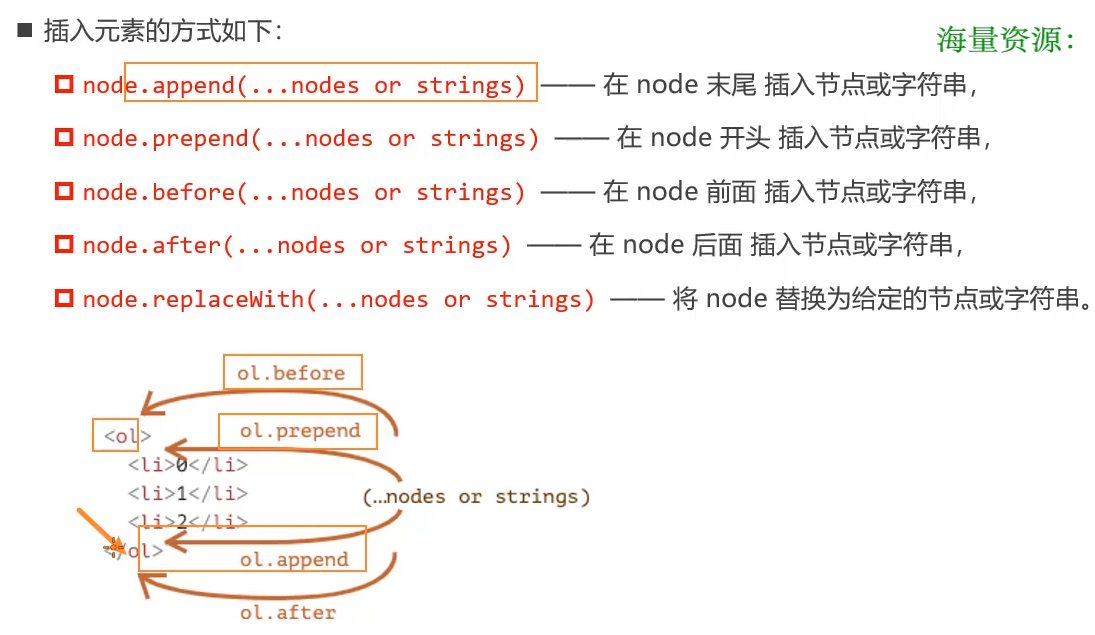 插入元素的方式如下：
海量资源：
node.append(...nodes or strings) —— 在 node 末尾 插入节点或字符串，
node.prepend(...nodes or strings) —— 在 node 开头 插入节点或字符串，
node.before(...nodes or strings) —— 在 node 前面 插入节点或字符串，
node.after(...nodes or strings) —— 在 node 后面 插入节点或字符串，
node.replaceWith(...nodes or strings) —— 将 node 替换为给定的节点或字符串。
ol.before
ol.prepend
<ol>
<li>0</li>
<li>1</li>
(…nodes or strings)
<li>2</li>
</ol>
ol.append
ol.after